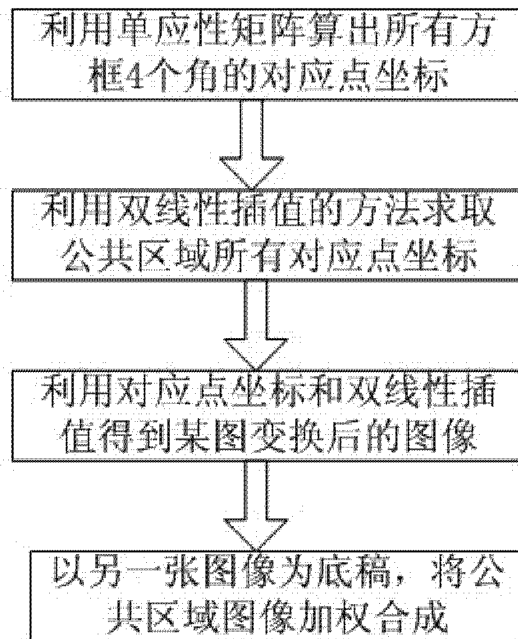 利用单应性矩阵算出所有方
框4个角的对应点坐标
利用双线性插值的方法求取
公共区域所有对应点坐标
利用对应点坐标和双线性插
值得到某图变换后的图像
以另一张图像为底稿，将公
共区域图像加权合成